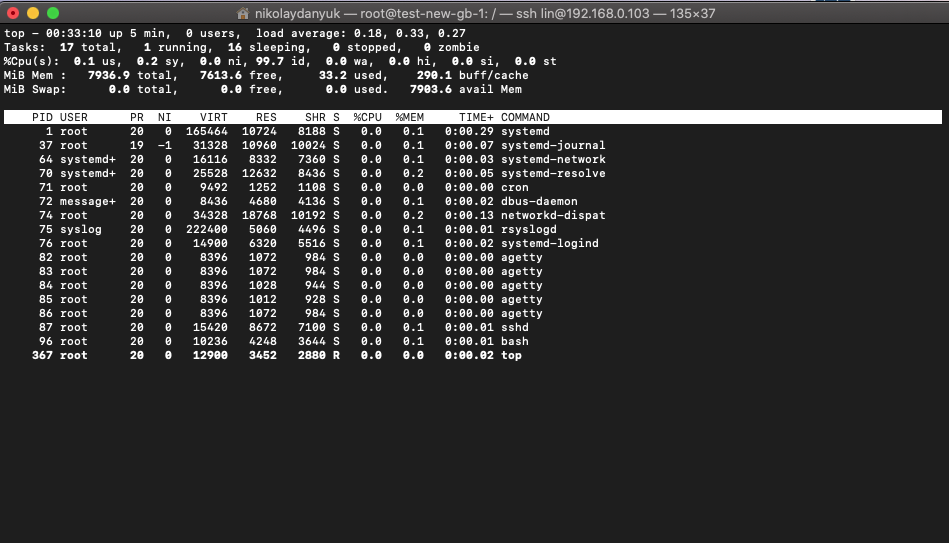 nikolaydanyuk — root@test-new-gb-1: / — ssh lin@192.168.0.103 — 135×37
top - 00:33:10 up 5 min,  0 users,  load average: 0.18, 0.33, 0.27
Tasks:  17 total,   1 running,  16 sleeping,   0 stopped,   0 zombie
%Cpu(s):  0.1 us,  0.2 sy,  0.0 ni, 99.7 id,  0.0 wa,  0.0 hi,  0.0 si,  0.0 st
MiB Mem :   7936.9 total,   7613.6 free,     33.2 used,    290.1 buff/cache
MiB Swap:      0.0 total,      0.0 free,      0.0 used.   7903.6 avail Mem
    PID USER      PR  NI    VIRT    RES    SHR S  %CPU  %MEM     TIME+ COMMAND
      1 root      20   0  165464  10724   8188 S   0.0   0.1   0:00.29 systemd
     37 root      19  -1   31328  10960  10024 S   0.0   0.1   0:00.07 systemd-journal
     64 systemd+  20   0   16116   8332   7360 S   0.0   0.1   0:00.03 systemd-network
     70 systemd+  20   0   25528  12632   8436 S   0.0   0.2   0:00.05 systemd-resolve
     71 root      20   0    9492   1252   1108 S   0.0   0.0   0:00.00 cron
     72 message+  20   0    8436   4680   4136 S   0.0   0.1   0:00.02 dbus-daemon
     74 root      20   0   34328  18768  10192 S   0.0   0.2   0:00.13 networkd-dispat
     75 syslog    20   0  222400   5060   4496 S   0.0   0.1   0:00.01 rsyslogd
     76 root      20   0   14900   6320   5516 S   0.0   0.1   0:00.02 systemd-logind
     82 root      20   0    8396   1072    984 S   0.0   0.0   0:00.00 agetty
     83 root      20   0    8396   1072    984 S   0.0   0.0   0:00.00 agetty
     84 root      20   0    8396   1028    944 S   0.0   0.0   0:00.00 agetty
     85 root      20   0    8396   1012    928 S   0.0   0.0   0:00.00 agetty
     86 root      20   0    8396   1072    984 S   0.0   0.0   0:00.00 agetty
     87 root      20   0   15420   8672   7100 S   0.0   0.1   0:00.01 sshd
     96 root      20   0   10236   4248   3644 S   0.0   0.1   0:00.01 bash
    367 root      20   0   12900   3452   2880 R   0.0   0.0   0:00.02 top